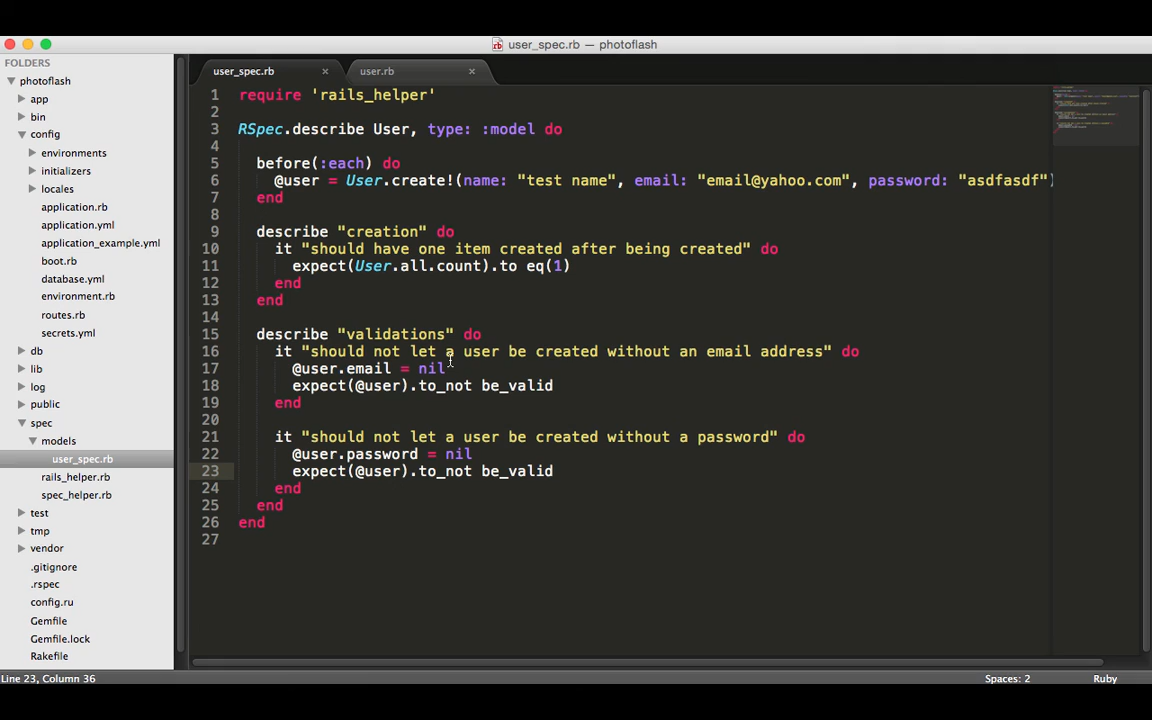 user_spec.rb — photoflash
FOLDERS
photoflash
app
bin
config
environments
initializers
locales
application.rb
application.yml
application_example.yml
boot.rb
database.yml
environment.rb
routes.rb
secrets.yml
db
lib
log
public
spec
models
user_spec.rb
rails_helper.rb
spec_helper.rb
test
tmp
vendor
.gitignore
.rspec
config.ru
Gemfile
Gemfile.lock
Rakefile
user_spec.rb × user.rb ×
1 require 'rails_helper'
2
3 RSpec.describe User, type: :model do
4
5 before(:each) do
6 @user = User.create!(name: "test name", email: "email@yahoo.com", password: "asdfasdf")
7 end
8
9 describe "creation" do
10 it "should have one item created after being created" do
11 expect(User.all.count).to eq(1)
12 end
13 end
14
15 describe "validations" do
16 it "should not let a user be created without an email address" do
17 @user.email = nil
18 expect(@user).to_not be_valid
19 end
20
21 it "should not let a user be created without a password" do
22 @user.password = nil
23 expect(@user).to_not be_valid
24 end
25 end
26 end
27
Line 23, Column 36 Spaces: 2 Ruby